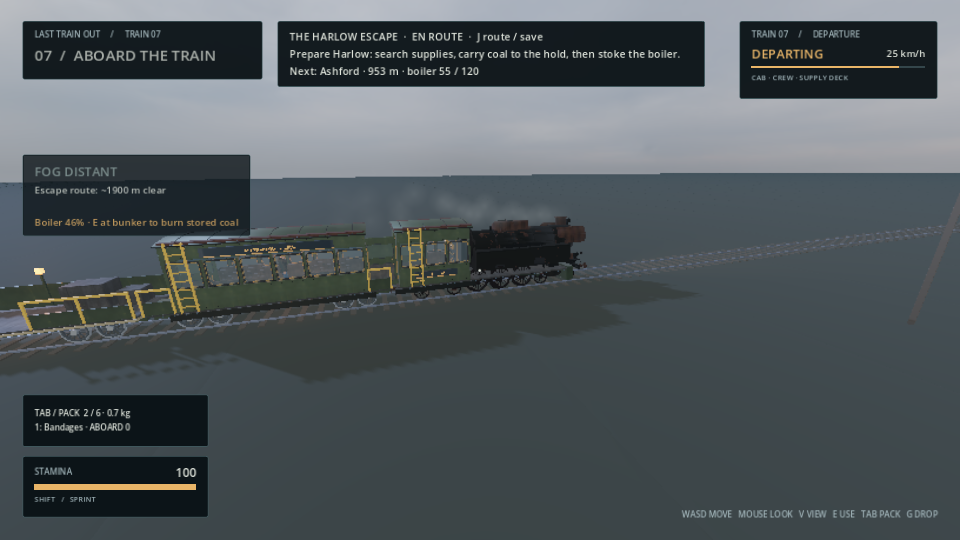 LAST TRAIN OUT / TRAIN 07
07 / ABOARD THE TRAIN
THE HARLOW ESCAPE · EN ROUTE · J route / save
Prepare Harlow: search supplies, carry coal to the hold, then stoke the boiler.
Next: Ashford · 953 m · boiler 55 / 120
TRAIN 07 / DEPARTURE
DEPARTING 25 km/h
CAB · CREW · SUPPLY DECK
FOG DISTANT
Escape route: ~1900 m clear
Boiler 46% · E at bunker to burn stored coal
TAB / PACK 2 / 6 · 0.7 kg
1: Bandages · ABOARD 0
STAMINA 100
SHIFT / SPRINT
WASD MOVE MOUSE LOOK V VIEW E USE TAB PACK G DROP